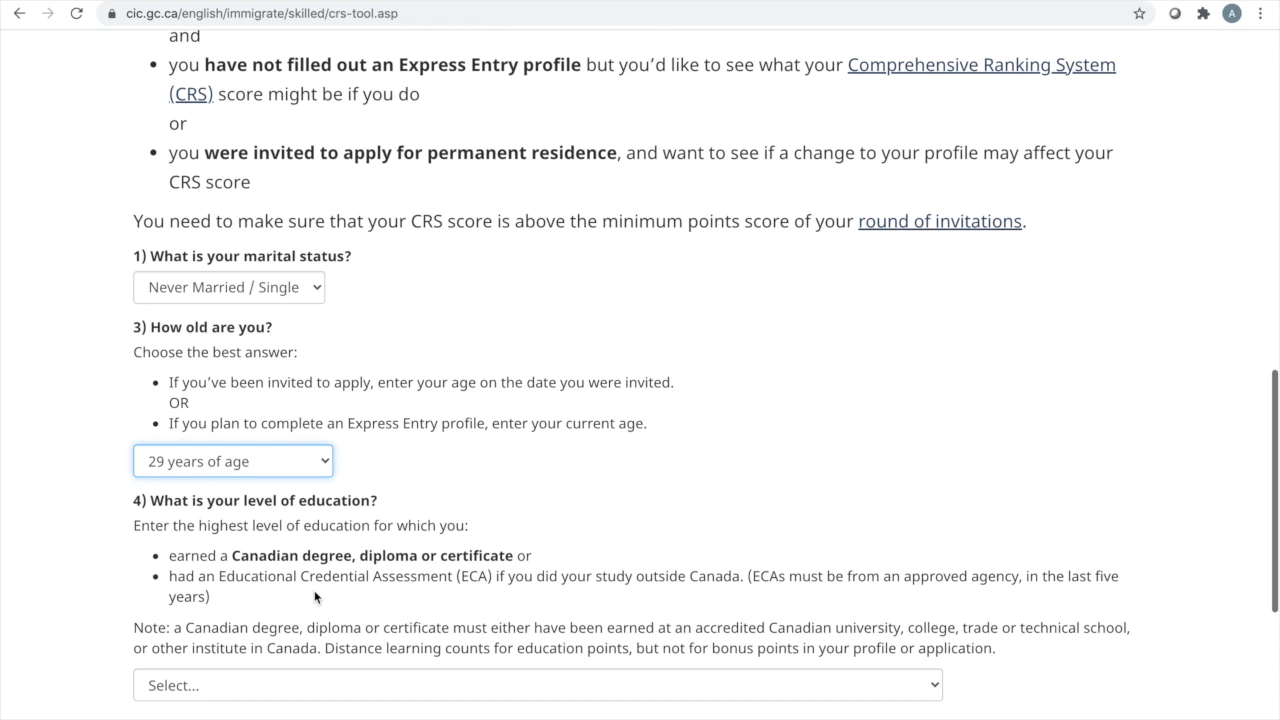 cic.gc.ca/english/immigrate/skilled/crs-tool.asp
A
and
• you have not filled out an Express Entry profile but you’d like to see what your Comprehensive Ranking System
(CRS) score might be if you do
or
• you were invited to apply for permanent residence, and want to see if a change to your profile may affect your
CRS score
You need to make sure that your CRS score is above the minimum points score of your round of invitations.
1) What is your marital status?
Never Married / Single
3) How old are you?
Choose the best answer:
• If you’ve been invited to apply, enter your age on the date you were invited.
OR
• If you plan to complete an Express Entry profile, enter your current age.
29 years of age
4) What is your level of education?
Enter the highest level of education for which you:
• earned a Canadian degree, diploma or certificate or
• had an Educational Credential Assessment (ECA) if you did your study outside Canada. (ECAs must be from an approved agency, in the last five
years)
Note: a Canadian degree, diploma or certificate must either have been earned at an accredited Canadian university, college, trade or technical school,
or other institute in Canada. Distance learning counts for education points, but not for bonus points in your profile or application.
Select...